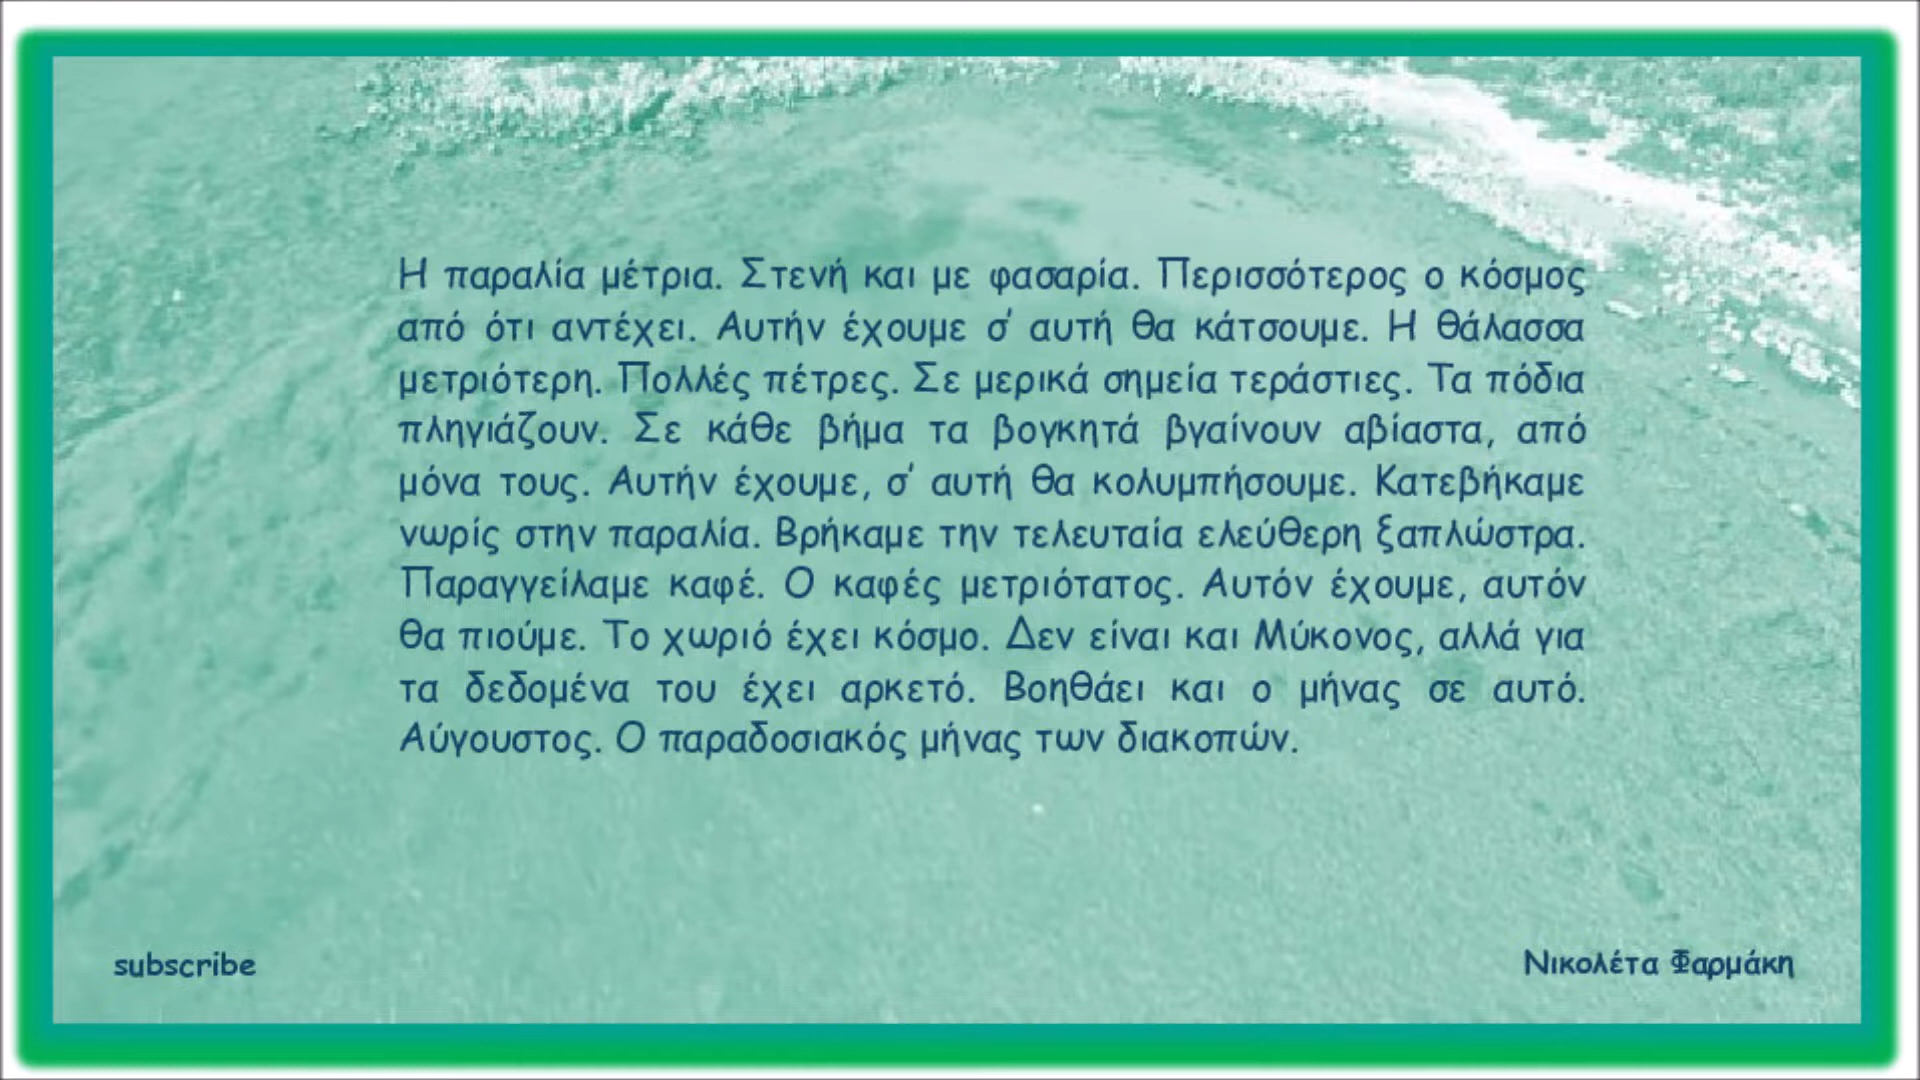 Η παραλία μέτρια. Στενή και με φασαρία. Περισσότερος ο κόσμος
από ότι αντέχει. Αυτήν έχουμε σ' αυτή θα κάτσουμε. Η θάλασσα
μετριότερη. Πολλές πέτρες. Σε μερικά σημεία τεράστιες. Τα πόδια
πληγιάζουν. Σε κάθε βήμα τα βογκητά βγαίνουν αβίαστα, από
μόνα τους. Αυτήν έχουμε, σ' αυτή θα κολυμπήσουμε. Κατεβήκαμε
νωρίς στην παραλία. Βρήκαμε την τελευταία ελεύθερη ξαπλώστρα.
Παραγγείλαμε καφέ. Ο καφές μετριότατος. Αυτόν έχουμε, αυτόν
θα πιούμε. Το χωριό έχει κόσμο. Δεν είναι και Μύκονος, αλλά για
τα δεδομένα του έχει αρκετό. Βοηθάει και ο μήνας σε αυτό.
Αύγουστος. Ο παραδοσιακός μήνας των διακοπών.
subscribe
Νικολέτα Φαρμάκη